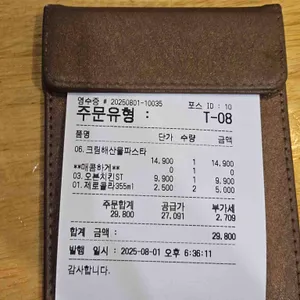 영수증 # 20250801-10035 포스 ID : 10
주문유형 : T-08
품명 단가 수량 금액
06. 크림해산물파스타
14,900 1 14,900
**매콤하게**
03. 오븐치킨ST 9,900 1 9,900
01. 제로콜라355ml 2,500 2 5,000
주문합계 공급가 부가세
29,800 27,091 2,709
합계 금액 : 29,800
발행 일시 : 2025-08-01 오후 6:36:11
감사합니다.